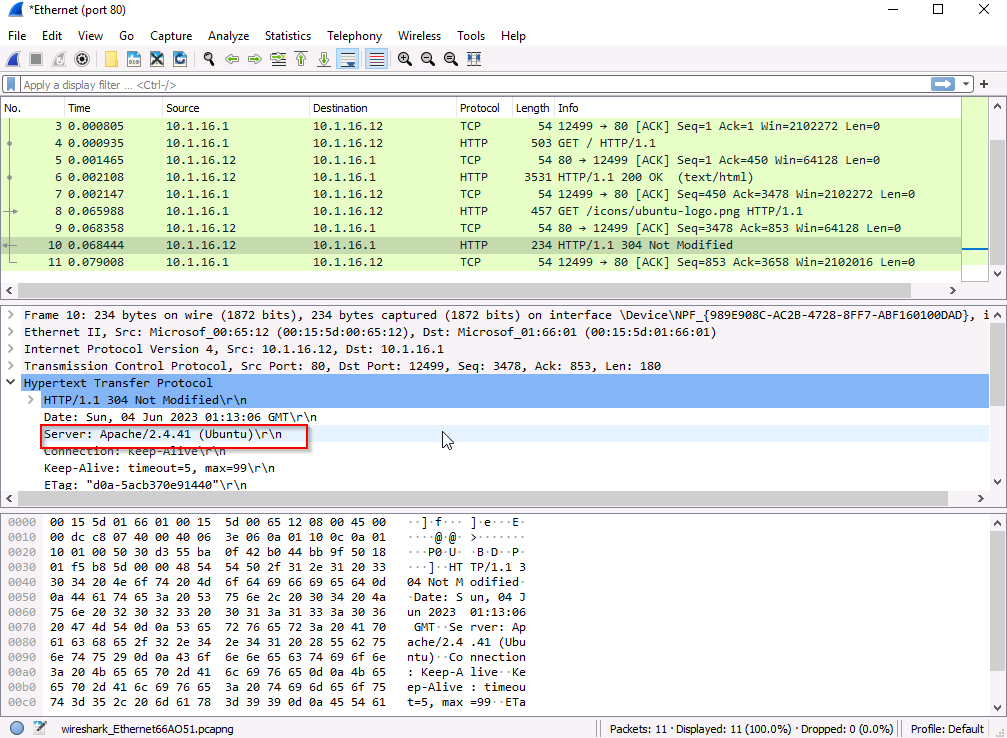 *Ethernet (port 80)
File Edit View Go Capture Analyze Statistics Telephony Wireless Tools Help
Apply a display filter ... <Ctrl-/>
No. Time Source Destination Protocol Length Info
3 0.000805 10.1.16.1 10.1.16.12 TCP 54 12499 → 80 [ACK] Seq=1 Ack=1 Win=2102272 Len=0
4 0.000935 10.1.16.1 10.1.16.12 HTTP 503 GET / HTTP/1.1
5 0.001465 10.1.16.12 10.1.16.1 TCP 54 80 → 12499 [ACK] Seq=1 Ack=450 Win=64128 Len=0
6 0.002108 10.1.16.12 10.1.16.1 HTTP 3531 HTTP/1.1 200 OK  (text/html)
7 0.002147 10.1.16.1 10.1.16.12 TCP 54 12499 → 80 [ACK] Seq=450 Ack=3478 Win=2102272 Len=0
8 0.065988 10.1.16.1 10.1.16.12 HTTP 457 GET /icons/ubuntu-logo.png HTTP/1.1
9 0.068358 10.1.16.12 10.1.16.1 TCP 54 80 → 12499 [ACK] Seq=3478 Ack=853 Win=64128 Len=0
10 0.068444 10.1.16.12 10.1.16.1 HTTP 234 HTTP/1.1 304 Not Modified
11 0.079008 10.1.16.1 10.1.16.12 TCP 54 12499 → 80 [ACK] Seq=853 Ack=3658 Win=2102016 Len=0
Frame 10: 234 bytes on wire (1872 bits), 234 bytes captured (1872 bits) on interface \Device\NPF_{989E908C-AC2B-4728-8FF7-ABF160100DAD}, i
Ethernet II, Src: Microsof_00:65:12 (00:15:5d:00:65:12), Dst: Microsoft_01:66:01 (00:15:5d:01:66:01)
Internet Protocol Version 4, Src: 10.1.16.12, Dst: 10.1.16.1
Transmission Control Protocol, Src Port: 80, Dst Port: 12499, Seq: 3478, Ack: 853, Len: 180
Hypertext Transfer Protocol
HTTP/1.1 304 Not Modified\r\n
Date: Sun, 04 Jun 2023 01:13:06 GMT\r\n
Server: Apache/2.4.41 (Ubuntu)\r\n
Connection: Keep-Alive\r\n
Keep-Alive: timeout=5, max=99\r\n
ETag: "d0a-5acb370e91440"\r\n
0000 00 15 5d 01 66 01 00 15 5d 00 65 12 08 00 45 00 ··]·f··· ]·e···E·
0010 00 dc c8 07 40 00 40 06 3e 06 0a 01 10 0c 0a 01 ····@·@· >·······
0020 10 01 00 50 30 d3 55 ba 0f 42 b0 44 bb 9f 50 18 ···P0·U· ·B·D··P·
0030 01 f5 b8 5d 00 00 48 54 54 50 2f 31 2e 31 20 33 ···]··HT TP/1.1 3
0040 30 34 20 4e 6f 74 20 4d 6f 64 69 66 69 65 64 0d 04 Not M odified·
0050 0a 44 61 74 65 3a 20 53 75 6e 2c 20 30 34 20 4a ·Date: S un, 04 J
0060 75 6e 20 32 30 32 33 20 30 31 3a 31 33 3a 30 36 un 2023  01:13:06
0070 20 47 4d 54 0d 0a 53 65 72 76 65 72 3a 20 41 70  GMT··Se rver: Ap
0080 61 63 68 65 2f 32 2e 34 2e 34 31 20 28 55 62 75 ache/2.4 .41 (Ubu
0090 6e 74 75 29 0d 0a 43 6f 6e 6e 65 63 74 69 6f 6e ntu)··Co nnection
00a0 3a 20 4b 65 65 70 2d 41 6c 69 76 65 0d 0a 4b 65 : Keep-A live··Ke
00b0 65 70 2d 41 6c 69 76 65 3a 20 74 69 6d 65 6f 75 ep-Alive : timeou
00c0 74 3d 35 2c 20 6d 61 78 3d 39 39 0d 0a 45 54 61 t=5, max =99··ETa
wireshark_Ethernet66AO51.pcapng Packets: 11 · Displayed: 11 (100.0%) · Dropped: 0 (0.0%) Profile: Default